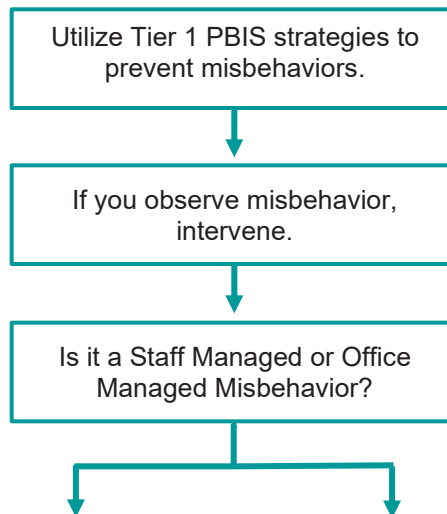 Utilize Tier 1 PBIS strategies to
prevent misbehaviors.
If you observe misbehavior,
intervene.
Is it a Staff Managed or Office
Managed Misbehavior?